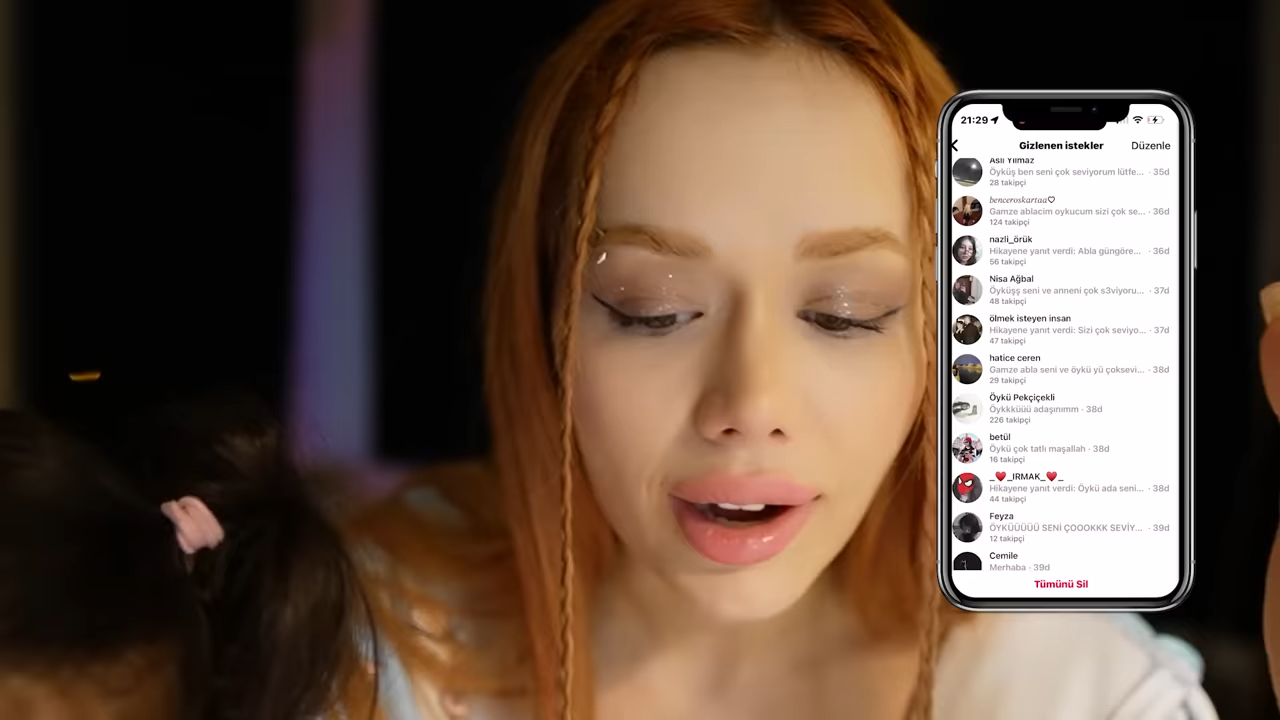 21:29
Gizlenen istekler
Düzenle
Aslı Yılmaz
Öyküş ben seni çok seviyorum lütfe... · 35d
28 takipçi
benceroskartaa♡
Gamze ablacim oykucum sizi çok se... · 36d
124 takipçi
nazli_örük
Hikayene yanıt verdi: Abla güngöre... · 36d
56 takipçi
Nisa Ağbal
Öyküşş seni ve anneni çok s3viyoru... · 37d
48 takipçi
ölmek isteyen insan
Hikayene yanıt verdi: Sizi çok seviyo... · 37d
47 takipçi
hatice ceren
Gamze abla seni ve öykü yü çoksevi... · 38d
29 takipçi
Öykü Pekçiçekli
Öykkküüü adaşınımm · 38d
226 takipçi
betül
Öykü çok tatlı maşallah · 38d
16 takipçi
_♥️_IRMAK_♥️_
Hikayene yanıt verdi: Öykü ada seni... · 38d
44 takipçi
Feyza
ÖYKÜÜÜÜÜ SENİ ÇOOOKKK SEVİY... · 39d
12 takipçi
Cemile
Merhaba · 39d
Tümünü Sil